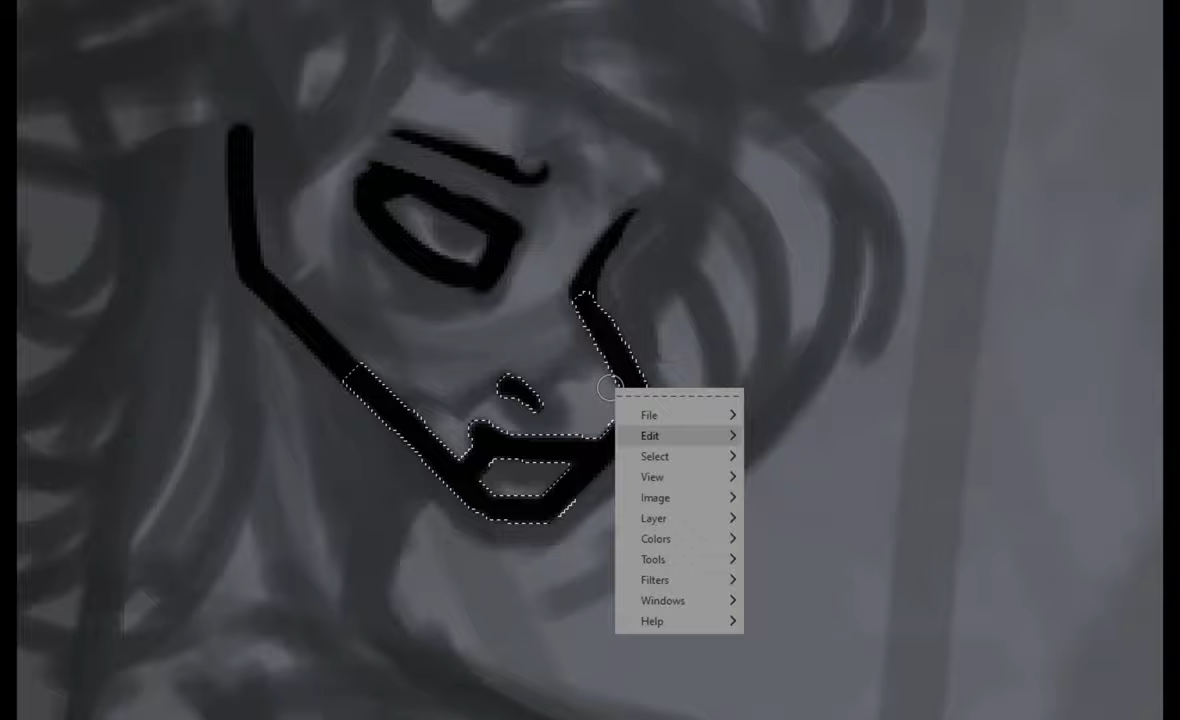 File
Edit
Select
View
Image
Layer
Colors
Tools
Filters
Windows
Help